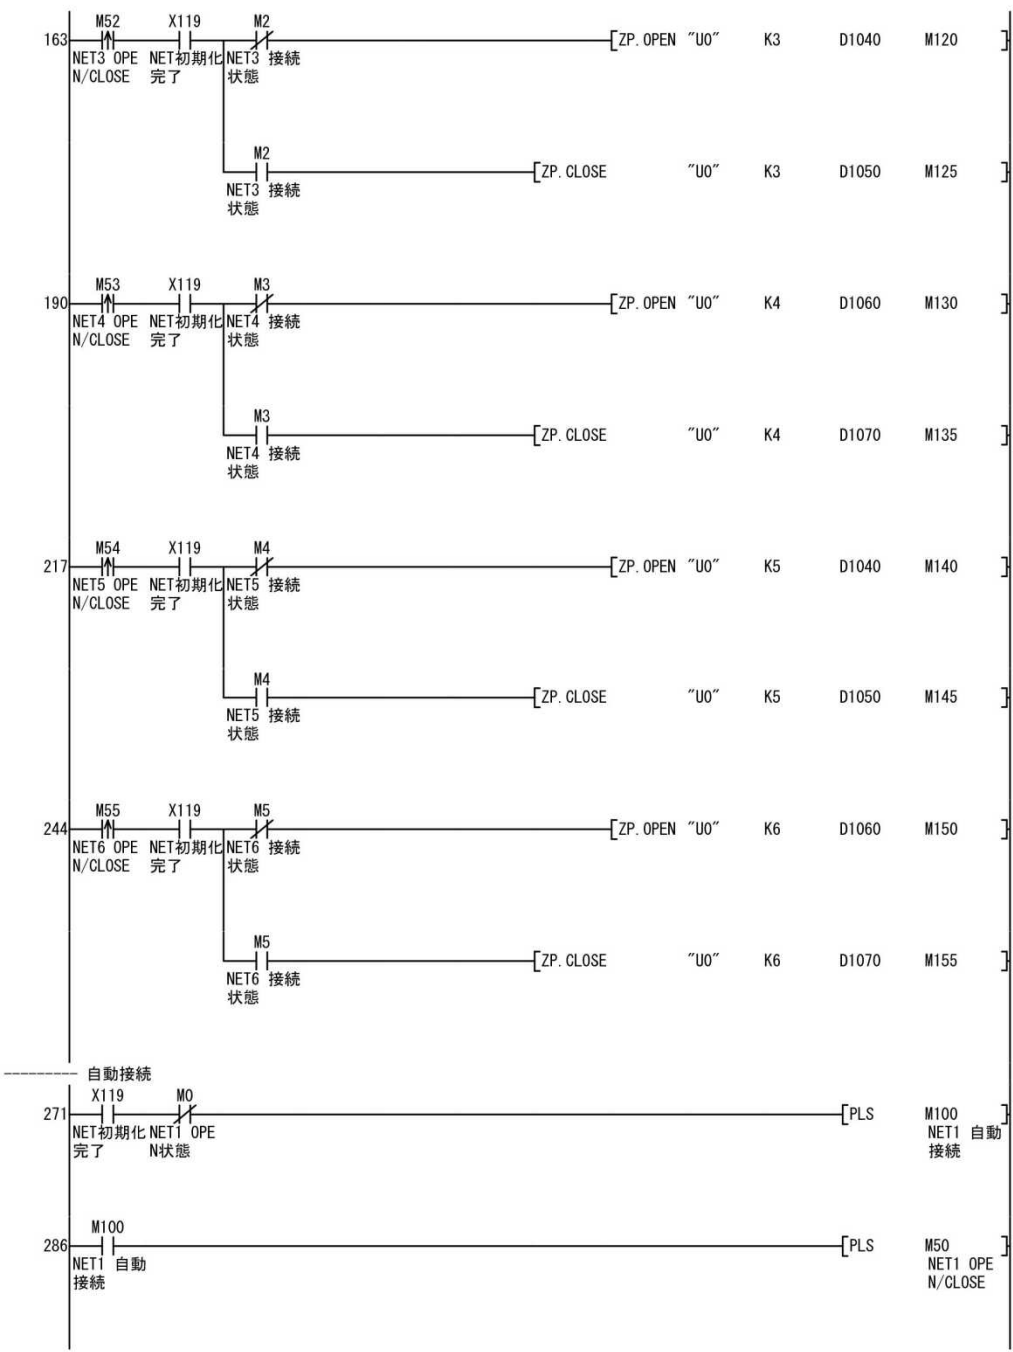 M52 X119 M2
163 [ZP.OPEN "U0" K3 D1040 M120 ]
NET3 OPE NET初期化 NET3 接続
N/CLOSE 完了 状態
M2
[ZP.CLOSE "U0" K3 D1050 M125 ]
NET3 接続
状態
M53 X119 M3
190 [ZP.OPEN "U0" K4 D1060 M130 ]
NET4 OPE NET初期化 NET4 接続
N/CLOSE 完了 状態
M3
[ZP.CLOSE "U0" K4 D1070 M135 ]
NET4 接続
状態
M54 X119 M4
217 [ZP.OPEN "U0" K5 D1040 M140 ]
NET5 OPE NET初期化 NET5 接続
N/CLOSE 完了 状態
M4
[ZP.CLOSE "U0" K5 D1050 M145 ]
NET5 接続
状態
M55 X119 M5
244 [ZP.OPEN "U0" K6 D1060 M150 ]
NET6 OPE NET初期化 NET6 接続
N/CLOSE 完了 状態
M5
[ZP.CLOSE "U0" K6 D1070 M155 ]
NET6 接続
状態
--------- 自動接続
X119 M0
271 [PLS M100 ]
NET初期化 NET1 OPE NET1 自動
完了 N状態 接続
M100
286 [PLS M50 ]
NET1 自動 NET1 OPE
接続 N/CLOSE